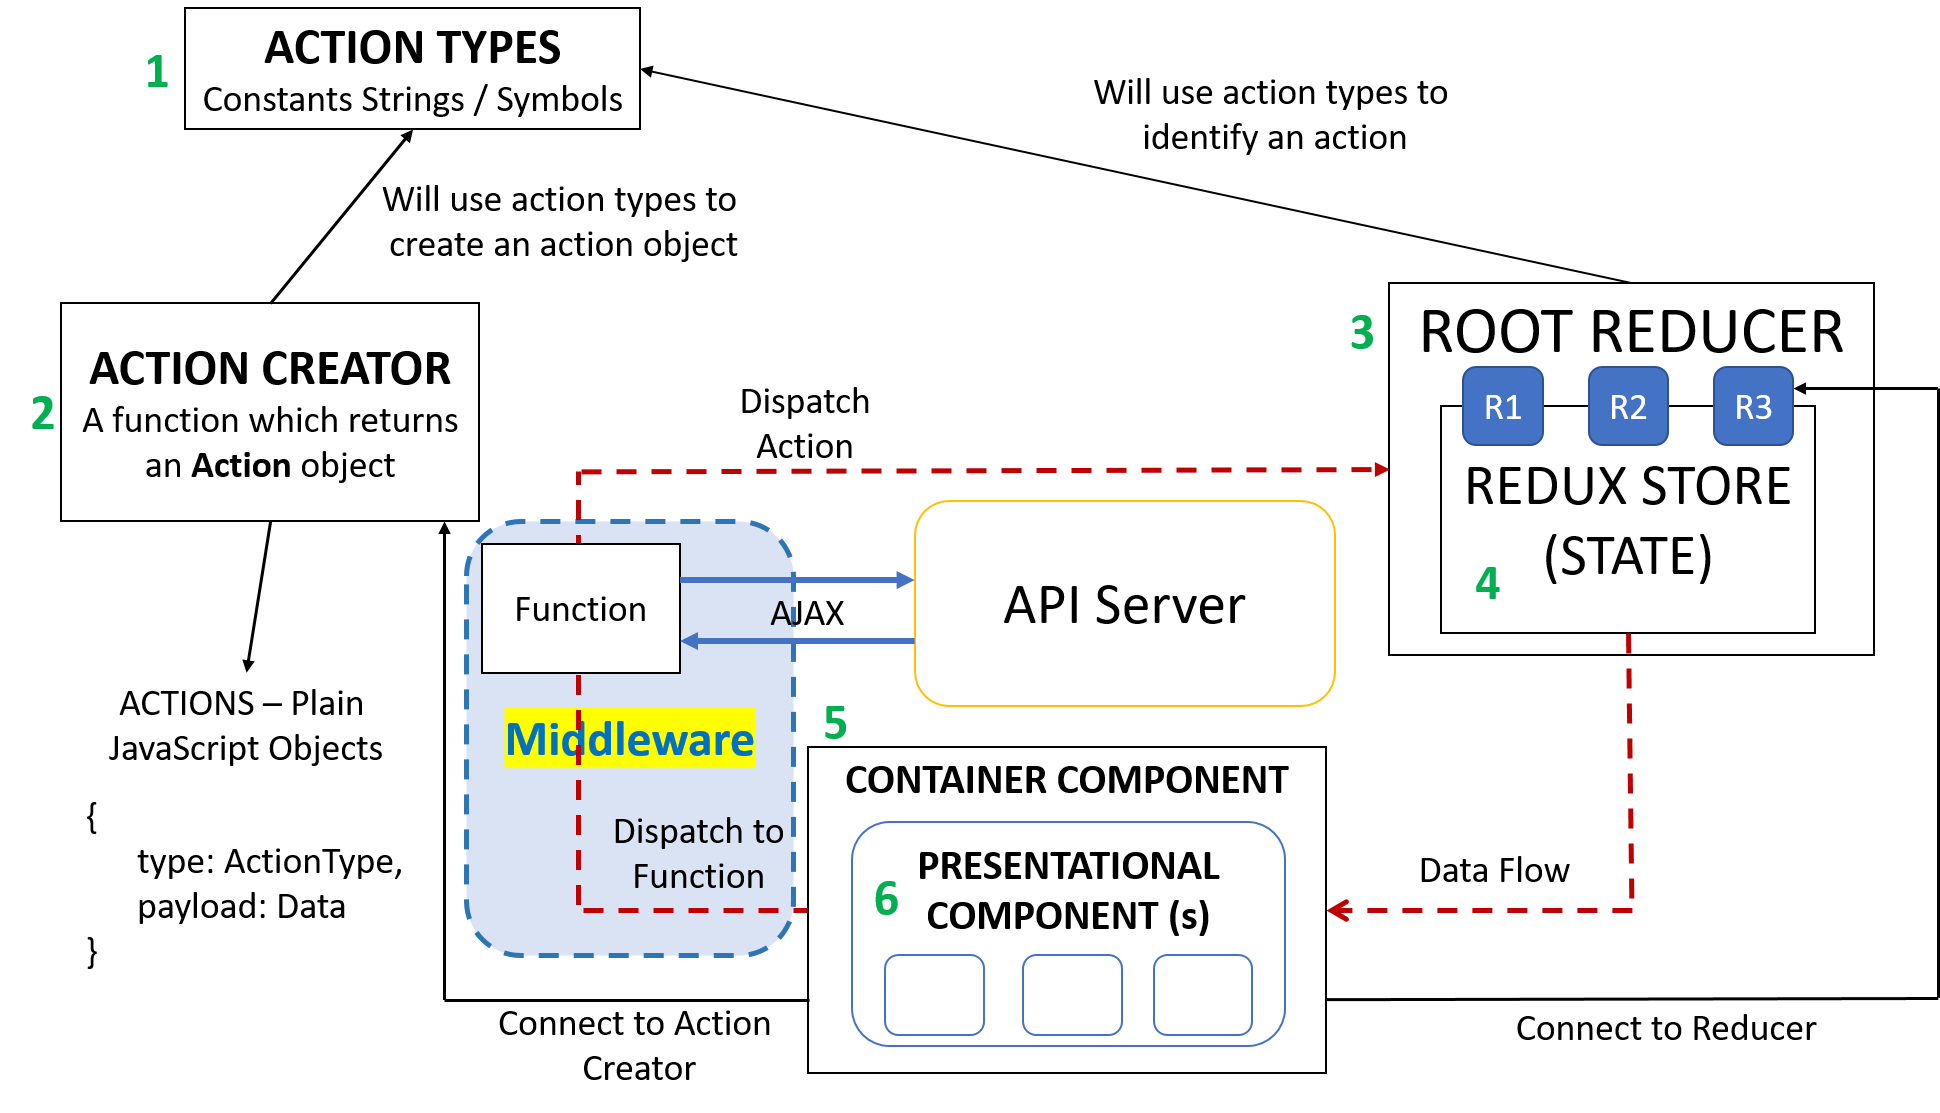 1
ACTION TYPES
Constants Strings / Symbols
Will use action types to
identify an action
Will use action types to
create an action object
2
ACTION CREATOR
A function which returns
an Action object
3
ROOT REDUCER
R1
R2
R3
REDUX STORE
(STATE)
4
Dispatch
Action
Function
AJAX
API Server
Middleware
Dispatch to
Function
ACTIONS – Plain
JavaScript Objects
{
type: ActionType,
payload: Data
}
5
CONTAINER COMPONENT
6
PRESENTATIONAL
COMPONENT (s)
Data Flow
Connect to Action
Creator
Connect to Reducer